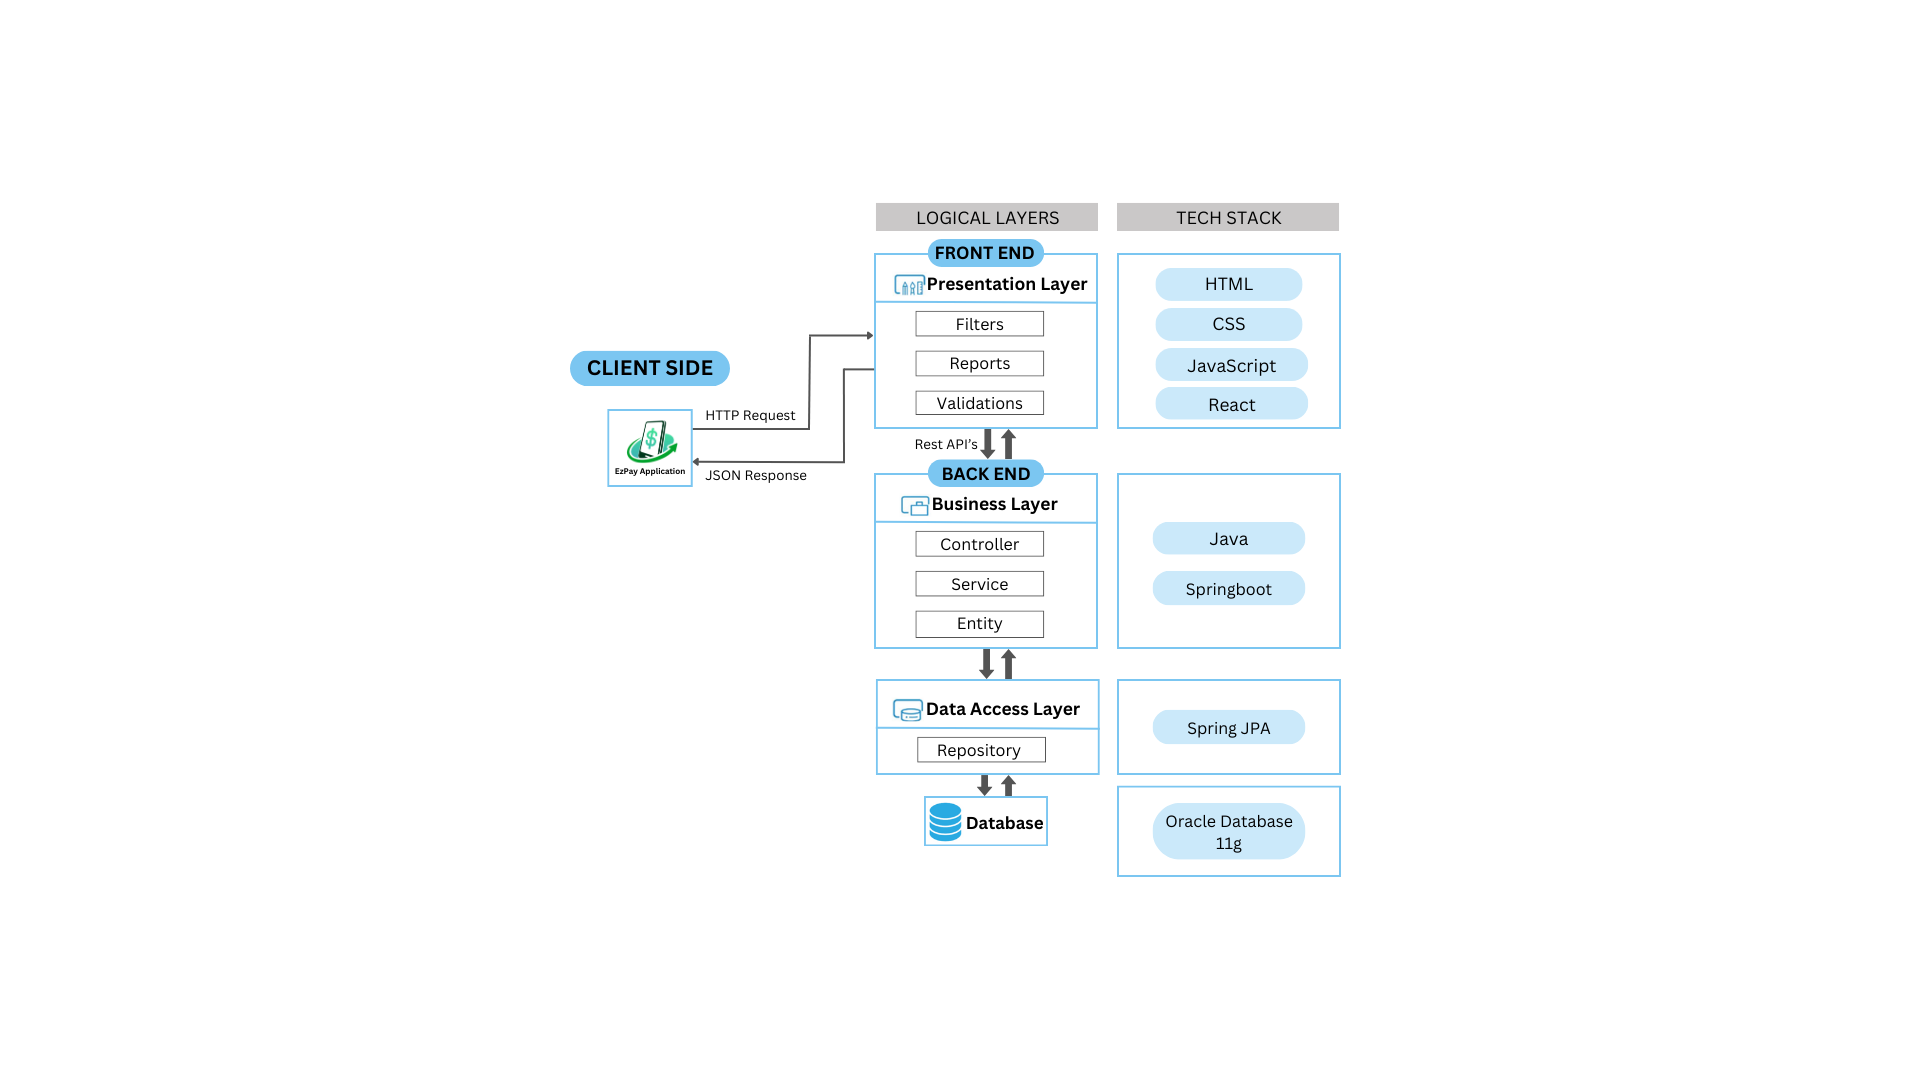 LOGICAL LAYERS
TECH STACK
FRONT END
Presentation Layer
Filters
Reports
Validations
HTML
CSS
JavaScript
React
CLIENT SIDE
HTTP Request
EzPay Application
JSON Response
Rest API's
BACK END
Business Layer
Controller
Service
Entity
Java
Springboot
Data Access Layer
Repository
Spring JPA
Database
Oracle Database
11g